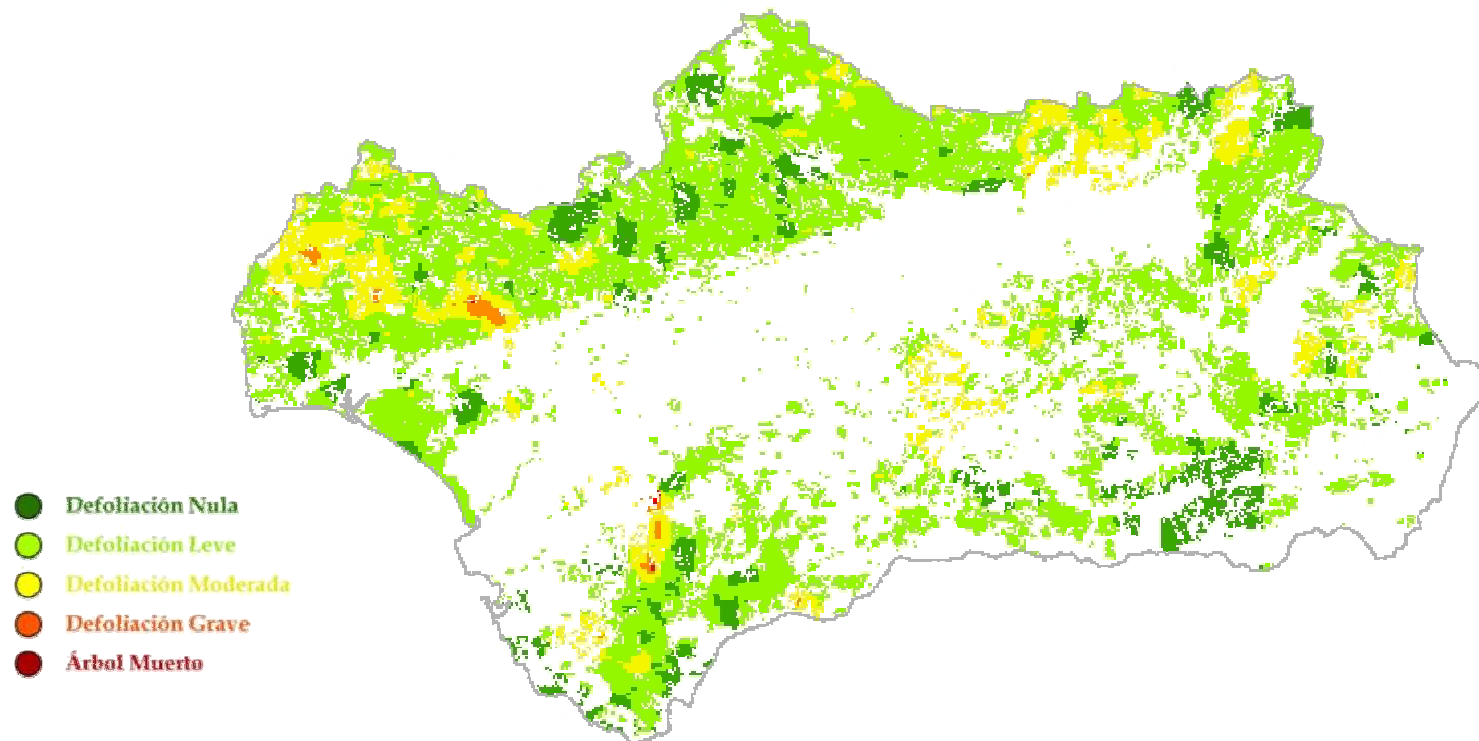 Defoliación Nula
Defoliación Leve
Defoliación Moderada
Defoliación Grave
Árbol Muerto